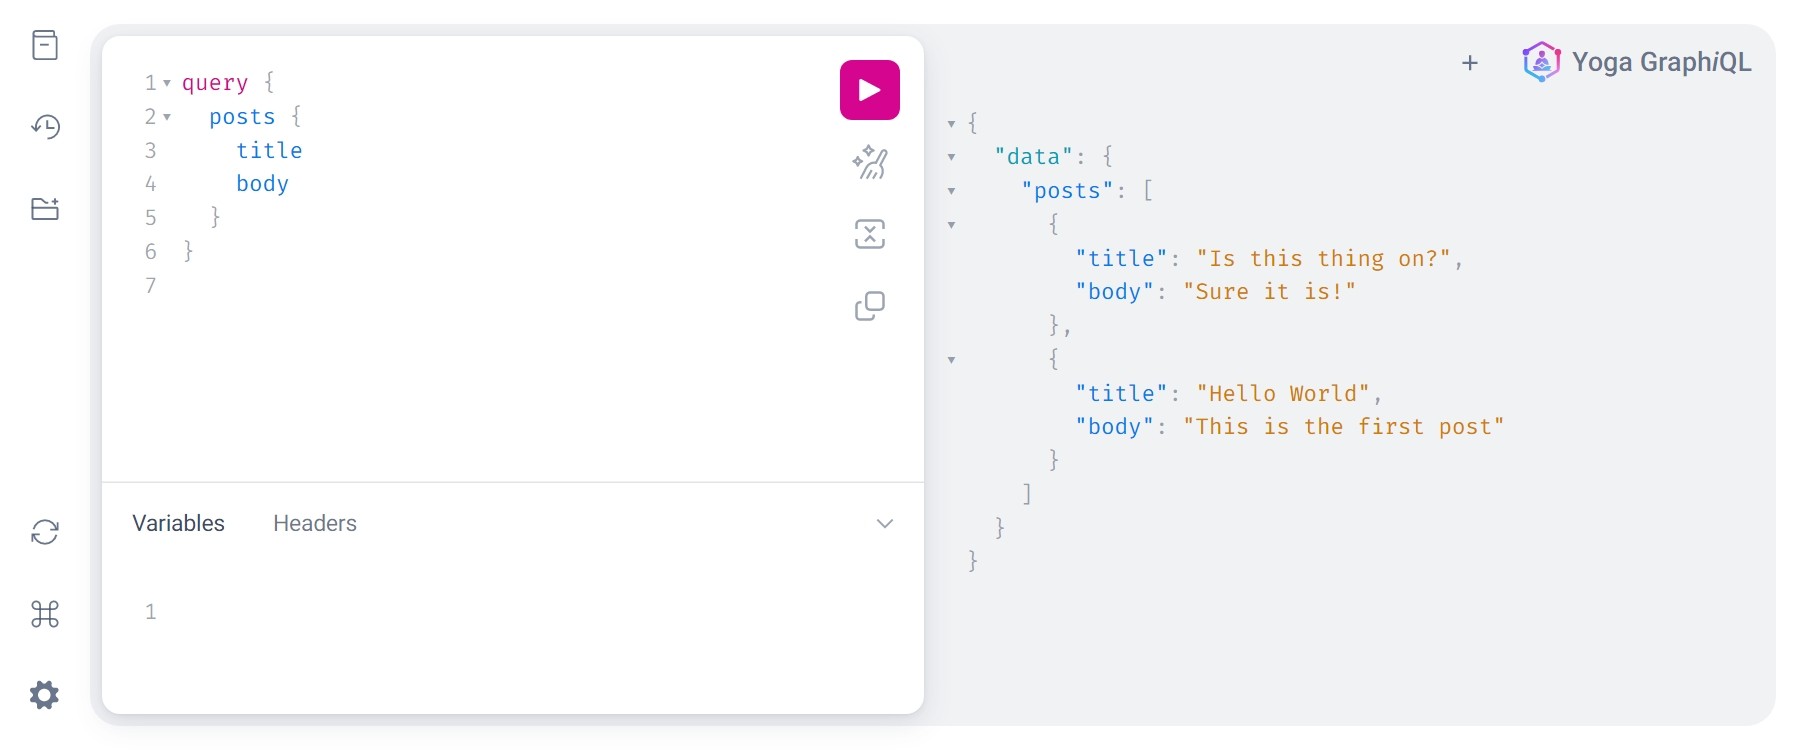 1 query {
2   posts {
3     title
4     body
5   }
6 }
7
Variables Headers
1
+ Yoga GraphiQL
{
  "data": {
    "posts": [
      {
        "title": "Is this thing on?",
        "body": "Sure it is!"
      },
      {
        "title": "Hello World",
        "body": "This is the first post"
      }
    ]
  }
}